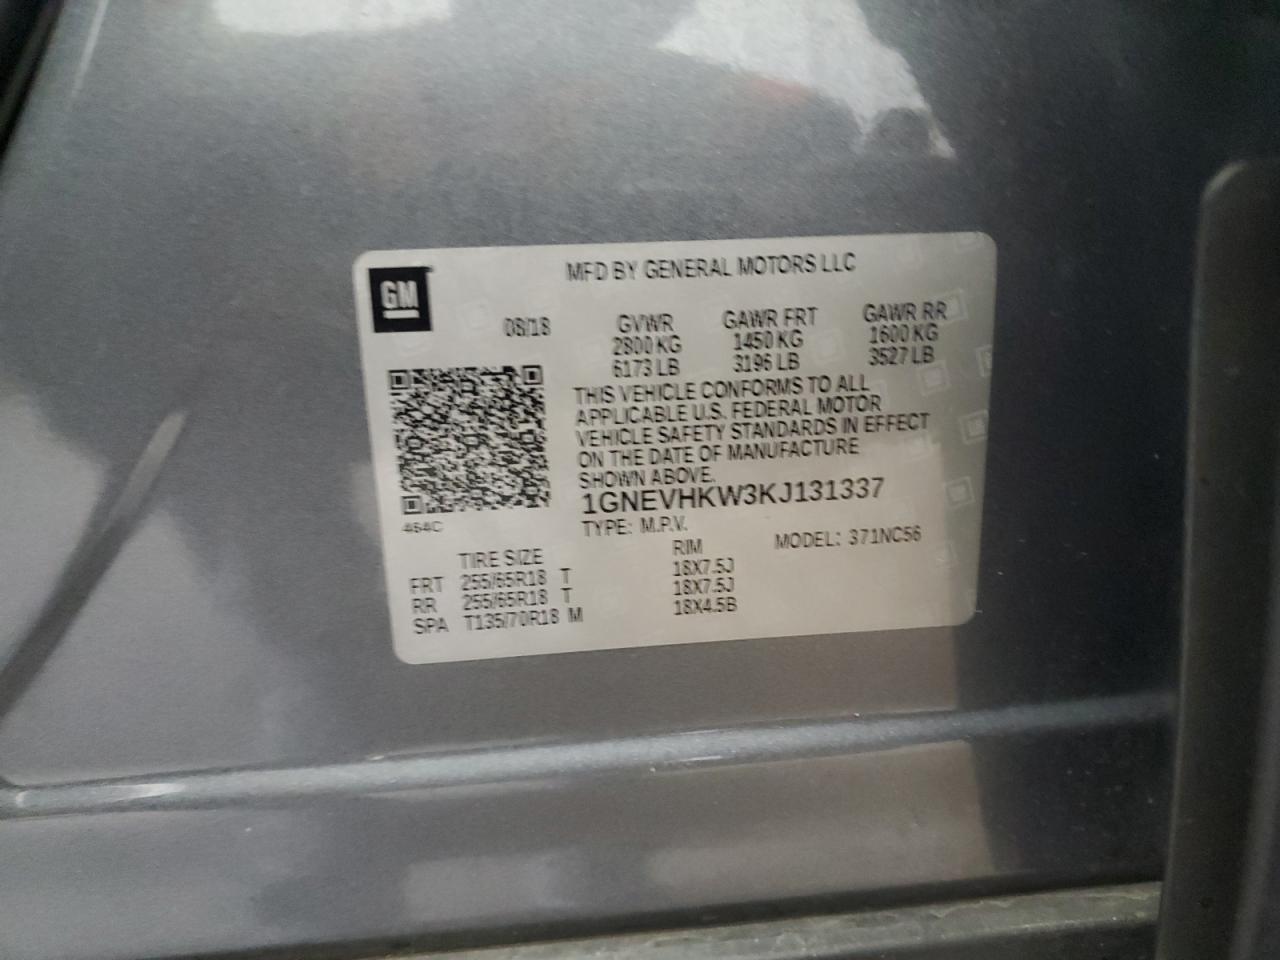 GM
MFD BY GENERAL MOTORS LLC
08/18 GVWR GAWR FRT GAWR RR
2800 KG 1450 KG 1600 KG
6173 LB 3196 LB 3527 LB
THIS VEHICLE CONFORMS TO ALL
APPLICABLE U.S. FEDERAL MOTOR
VEHICLE SAFETY STANDARDS IN EFFECT
ON THE DATE OF MANUFACTURE
SHOWN ABOVE.
1GNEVHKW3KJ131337
464C
TYPE: M.P.V. MODEL: 371NC56
TIRE SIZE RIM
FRT 255/65R18 T 18X7.5J
RR 255/65R18 T 18X7.5J
SPA T135/70R18 M 18X4.5B